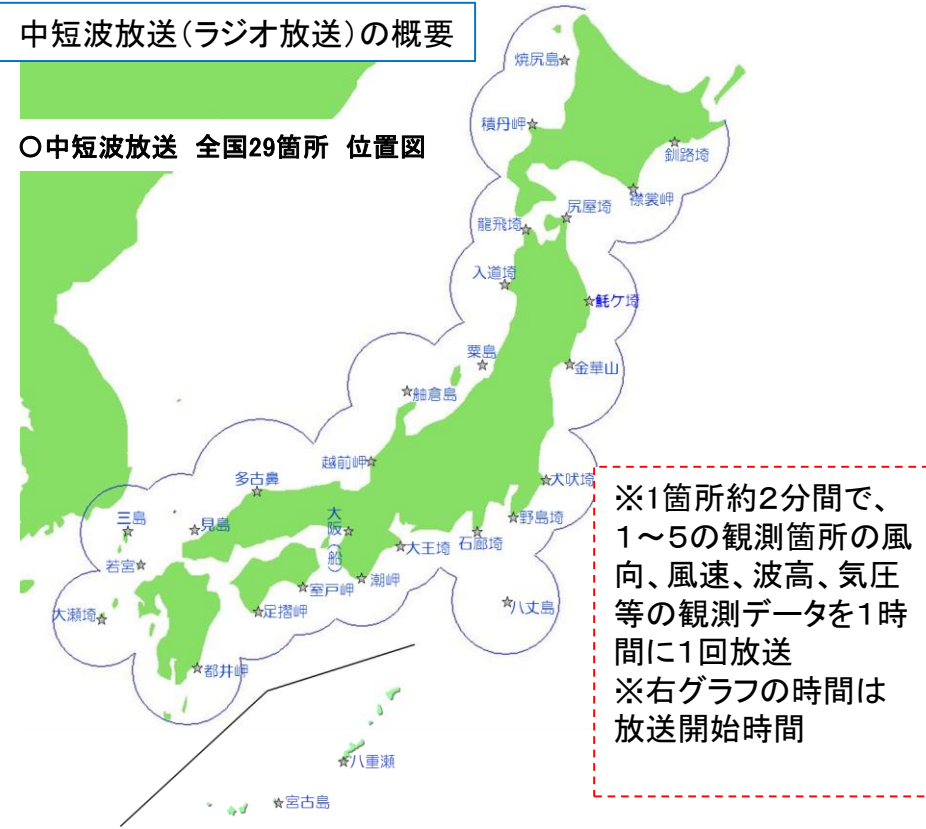 中短波放送(ラジオ放送)の概要
○中短波放送 全国29箇所 位置図
焼尻島
積丹岬
釧路埼
襟裳岬
尻屋埼
龍飛埼
入道埼
魹ケ埼
粟島
金華山
舳倉島
越前岬
多古鼻
犬吠埼
三島
見島
大阪(船)
野島埼
大王埼
石廊埼
若宮
潮岬
室戸岬
八丈島
大瀬埼
足摺岬
都井岬
八重瀬
宮古島
※1箇所約2分間で、
1~5の観測箇所の風
向、風速、波高、気圧
等の観測データを1時
間に1回放送
※右グラフの時間は
放送開始時間